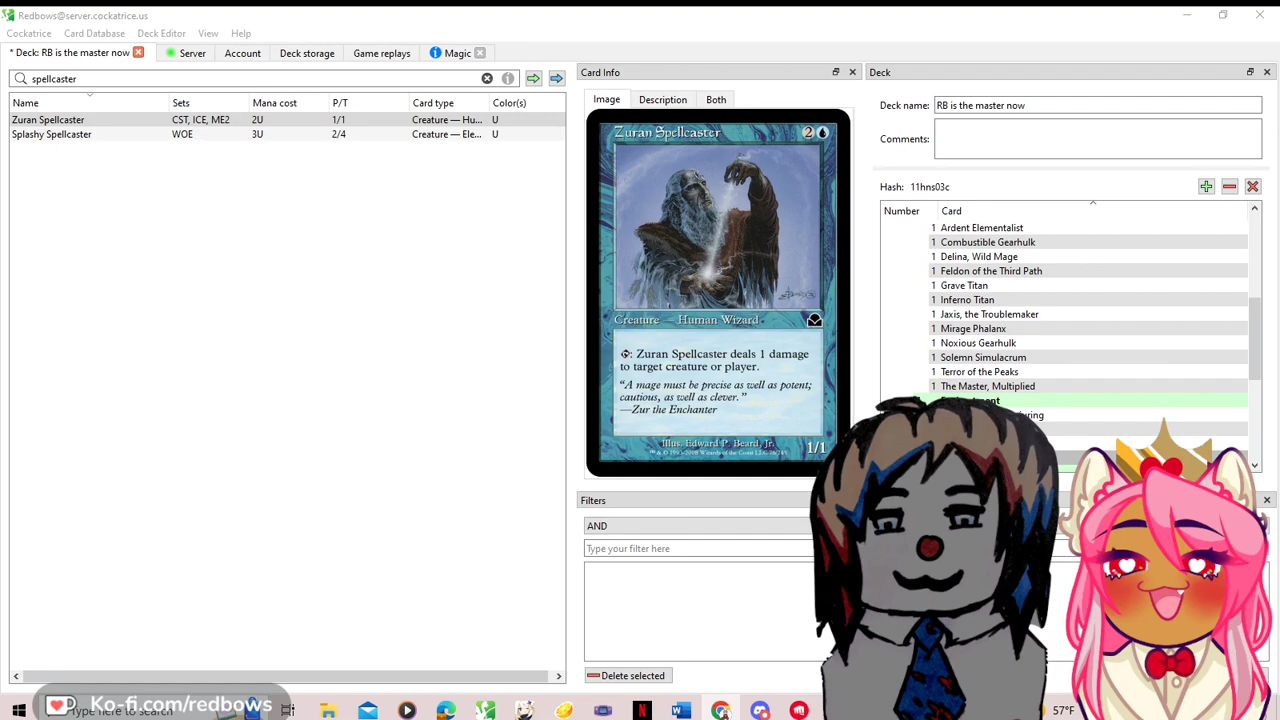 Redbows@server.cockatrice.us
Cockatrice Card Database Deck Editor View Help
* Deck: RB is the master now Server Account Deck storage Game replays Magic
spellcaster
Name Sets Mana cost P/T Card type Color(s)
Zuran Spellcaster CST, ICE, ME2 2U 1/1 Creature — Hu... U
Splashy Spellcaster WOE 3U 2/4 Creature — Ele... U
Card Info
Image Description Both
Zuran Spellcaster 2
Creature — Human Wizard
: Zuran Spellcaster deals 1 damage
to target creature or player.
“A mage must be precise as well as potent;
cautious, as well as clever.”
—Zur the Enchanter
Illus. Edward P. Beard, Jr.
1/1
Deck
Deck name: RB is the master now
Comments:
Hash: 11hns03c
Number Card
1 Ardent Elementalist
1 Combustible Gearhulk
1 Delina, Wild Mage
1 Feldon of the Third Path
1 Grave Titan
1 Inferno Titan
1 Jaxis, the Troublemaker
1 Mirage Phalanx
1 Noxious Gearhulk
1 Solemn Simulacrum
1 Terror of the Peaks
1 The Master, Multiplied
Filters
AND
Type your filter here
Delete selected
Ko-fi.com/redbows
Type here to search
57°F